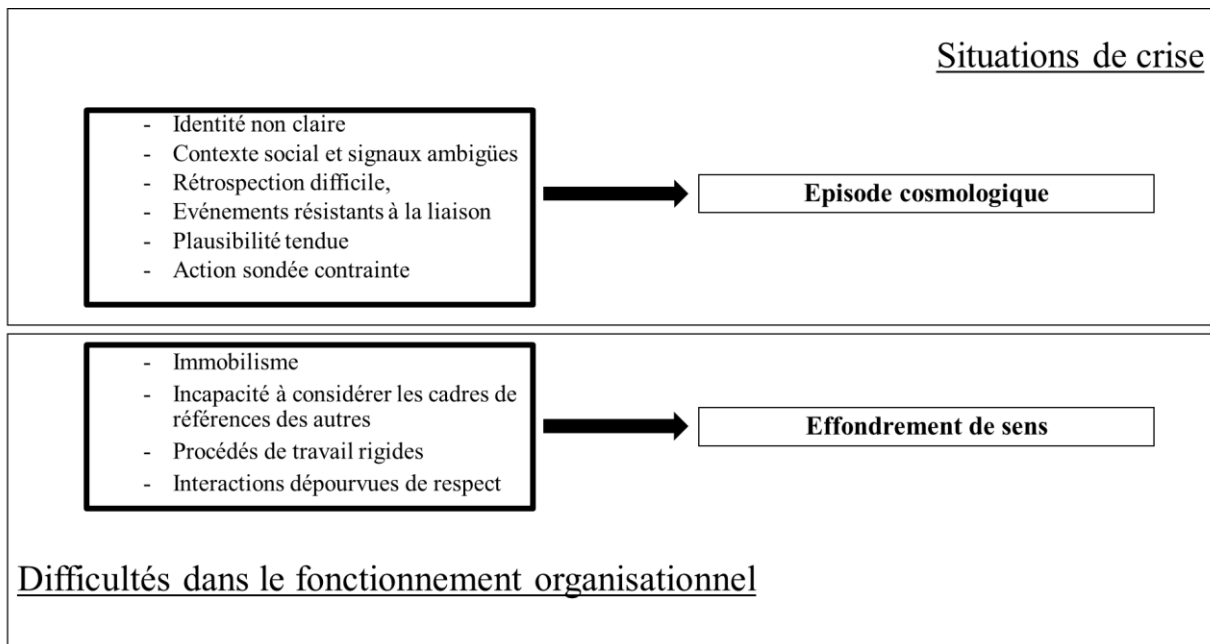 Situations de crise
- Identité non claire
- Contexte social et signaux ambigües
- Rétrospection difficile,
- Evénements résistants à la liaison
- Plausibilité tendue
- Action sondée contrainte
Episode cosmologique
- Immobilisme
- Incapacité à considérer les cadres de
références des autres
- Procédés de travail rigides
- Interactions dépourvues de respect
Effondrement de sens
Difficultés dans le fonctionnement organisationnel